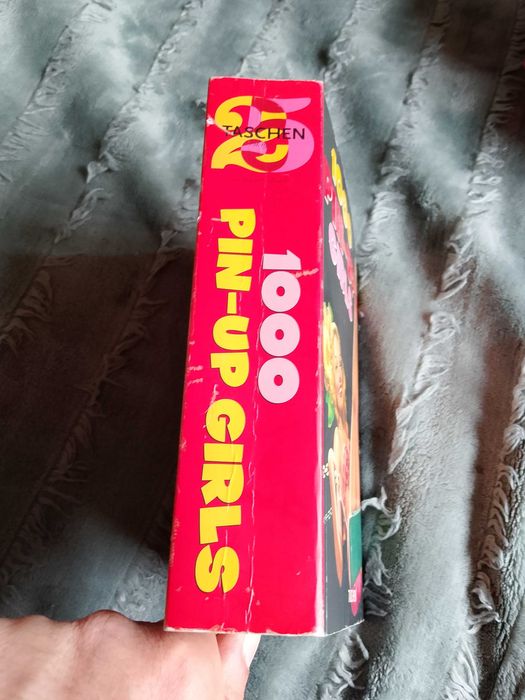 25
TASCHEN
1000
PIN-UP GIRLS